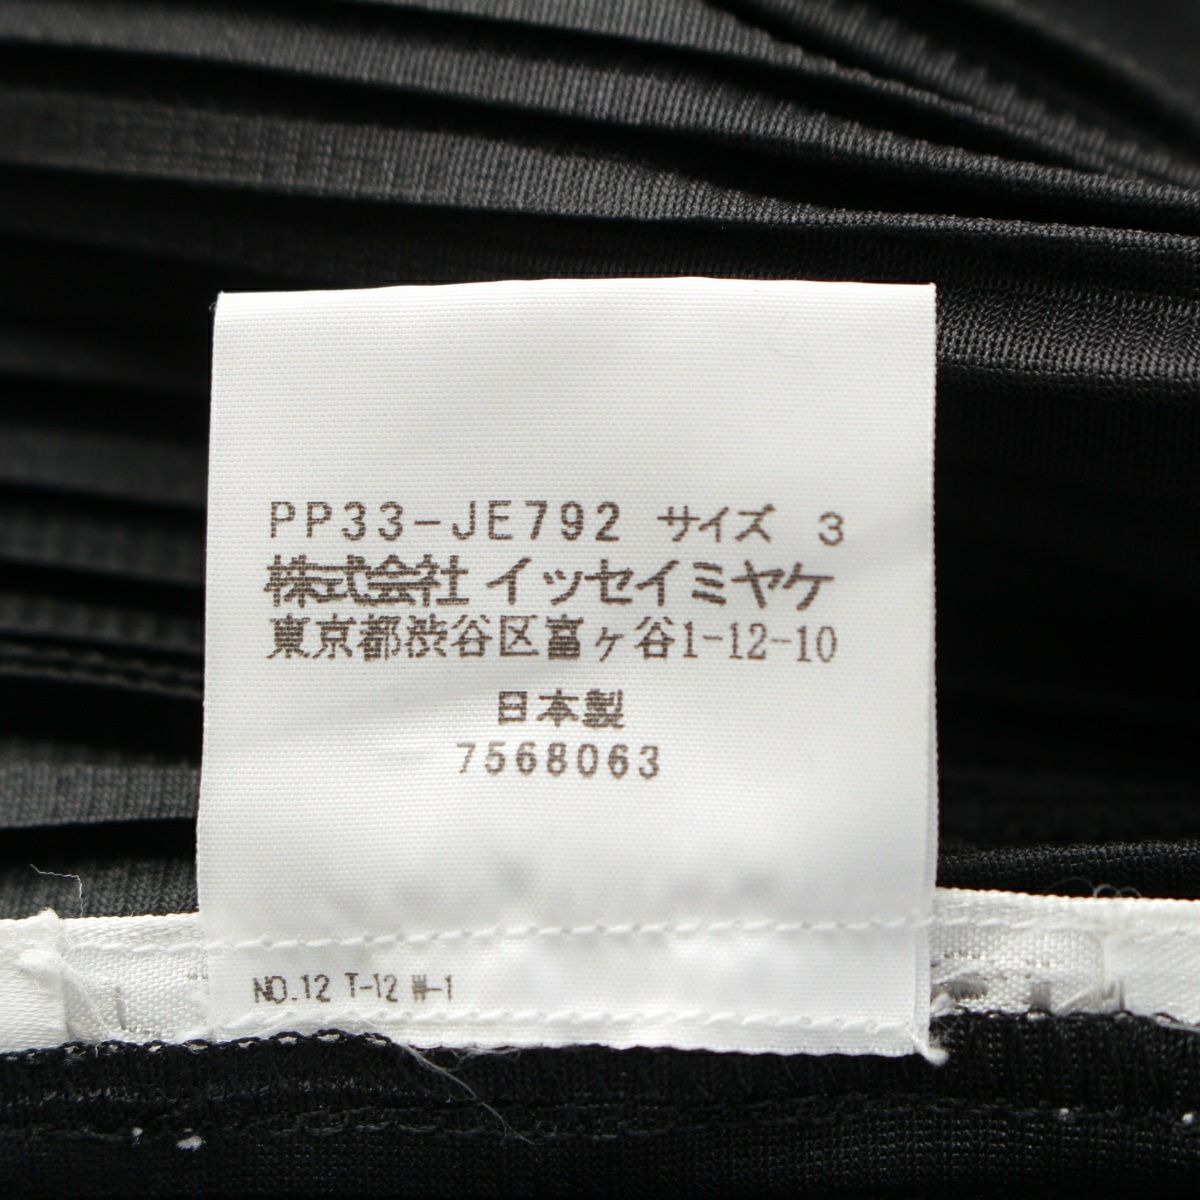 PP33-JE792 サイズ 3
株式会社 イッセイミヤケ
東京都渋谷区富ヶ谷1-12-10
日本製
7568063
NO.12 T-12 W-1